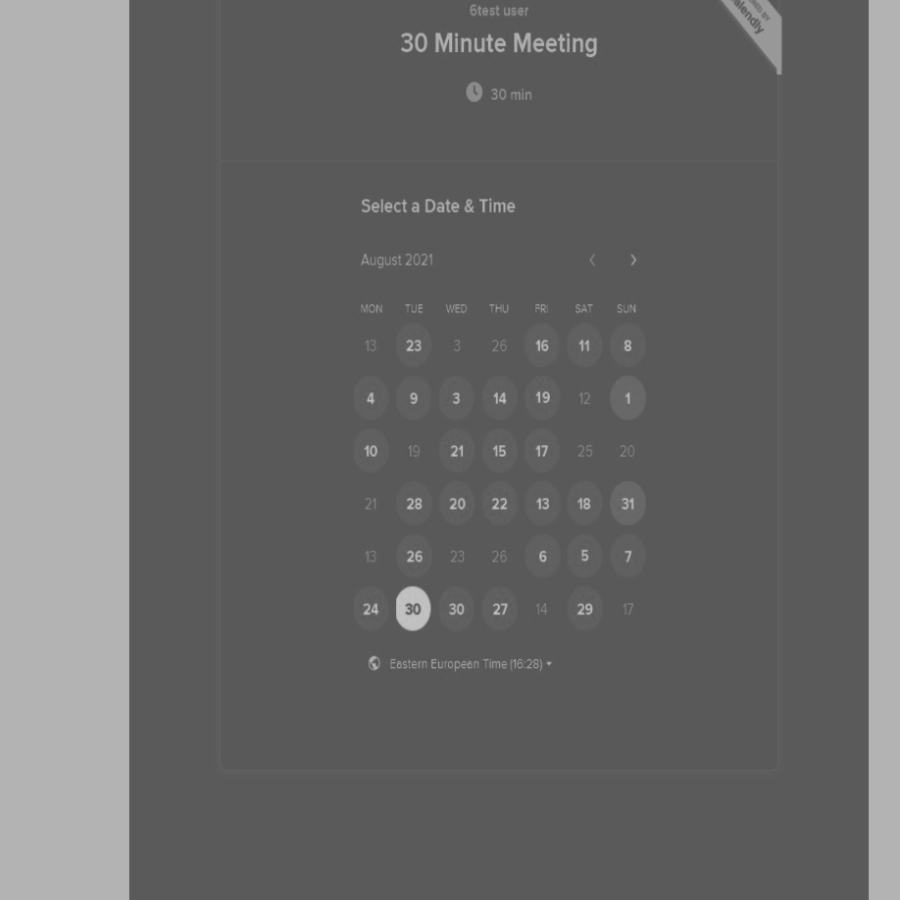 6test user
30 Minute Meeting
30 min
Select a Date & Time
August 2021
MON TUE WED THU FRI SAT SUN
13 23 3 26 16 11 8
4 9 3 14 19 12 1
10 19 21 15 17 25 20
21 28 20 22 13 18 31
13 26 23 26 6 5 7
24 30 30 27 14 29 17
Eastern European Time (16:28)